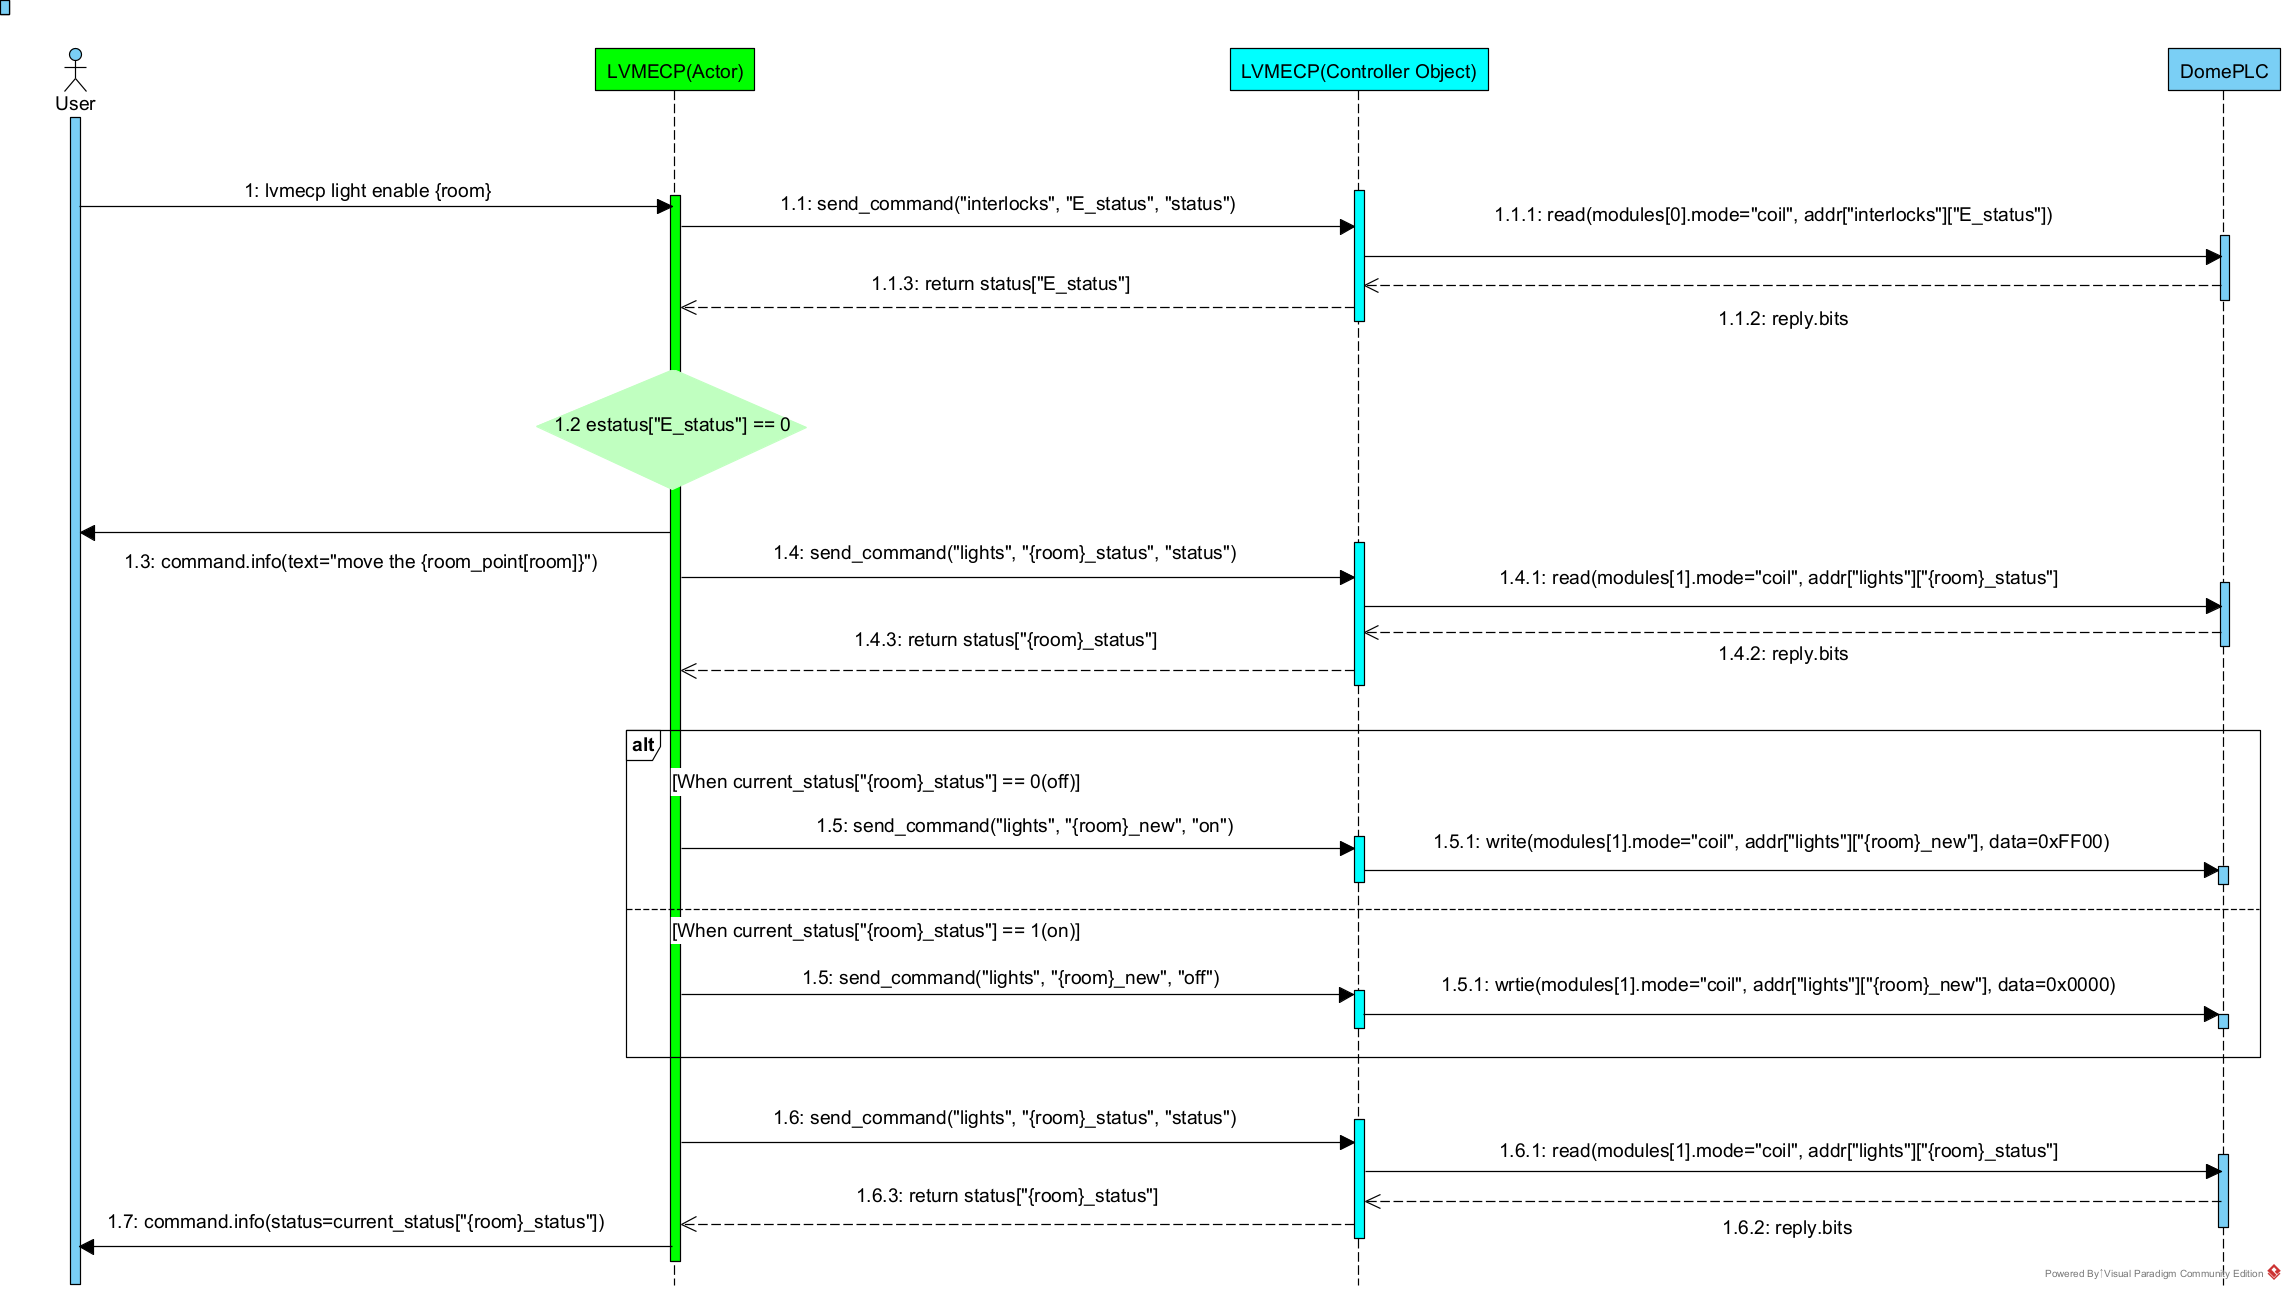 User
LVMECP(Actor)
LVMECP(Controller Object)
DomePLC
1: lvmecp light enable {room}
1.1: send_command("interlocks", "E_status", "status")
1.1.1: read(modules[0].mode="coil", addr["interlocks"]["E_status"])
1.1.3: return status["E_status"]
1.1.2: reply.bits
1.2 estatus["E_status"] == 0
1.3: command.info(text="move the {room_point[room]}")
1.4: send_command("lights", "{room}_status", "status")
1.4.1: read(modules[1].mode="coil", addr["lights"]["{room}_status"]
1.4.3: return status["{room}_status"]
1.4.2: reply.bits
alt
[When current_status["{room}_status"] == 0(off)]
1.5: send_command("lights", "{room}_new", "on")
1.5.1: write(modules[1].mode="coil", addr["lights"]["{room}_new"], data=0xFF00)
[When current_status["{room}_status"] == 1(on)]
1.5: send_command("lights", "{room}_new", "off")
1.5.1: wrtie(modules[1].mode="coil", addr["lights"]["{room}_new"], data=0x0000)
1.6: send_command("lights", "{room}_status", "status")
1.6.1: read(modules[1].mode="coil", addr["lights"]["{room}_status"]
1.6.3: return status["{room}_status"]
1.7: command.info(status=current_status["{room}_status"])
1.6.2: reply.bits
Powered By Visual Paradigm Community Edition